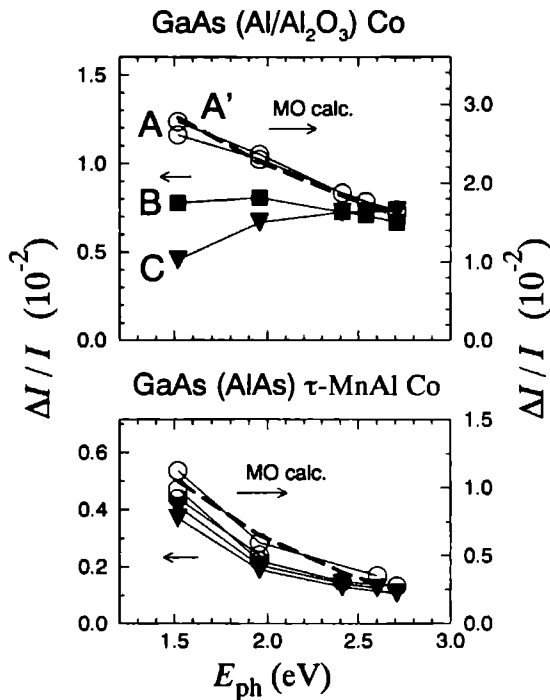 GaAs (Al/Al₂O₃) Co
1.5
1.0
0.5
0.0
3.0
2.0
1.0
0.0
A
A'
MO calc.
B
C
ΔI / I (10⁻²)
ΔI / I (10⁻²)
GaAs (AlAs) τ-MnAl Co
0.6
0.4
0.2
0.0
1.5
1.0
0.5
0.0
MO calc.
1.5 2.0 2.5 3.0
E_ph (eV)